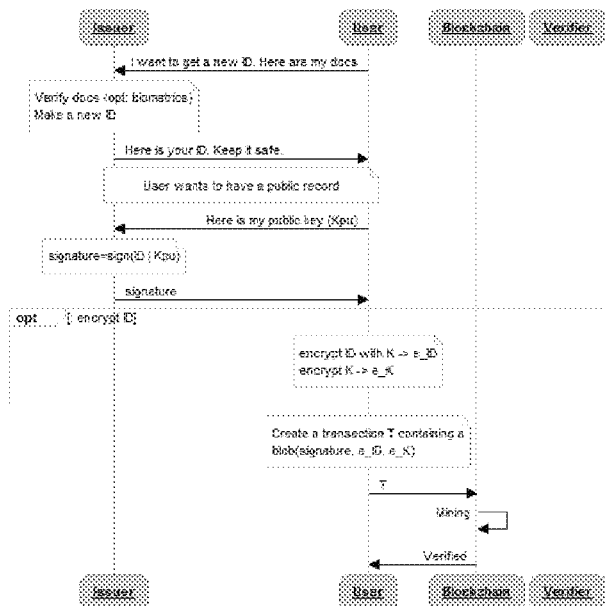 Issuer User Blockchain Verifier
I want to get a new ID. Here are my docs
Verify docs (opt: biometrics)
Make a new ID
Here is your ID. Keep it safe.
User wants to have a public record
Here is my public key (Kpu)
signature=sign(ID | Kpu)
signature
opt [ encrypt ID]
encrypt ID with K -> e_ID
encrypt K -> e_K
Create a transaction T containing a
blob(signature, e_ID, e_K)
T
Mining
Verified
Issuer User Blockchain Verifier